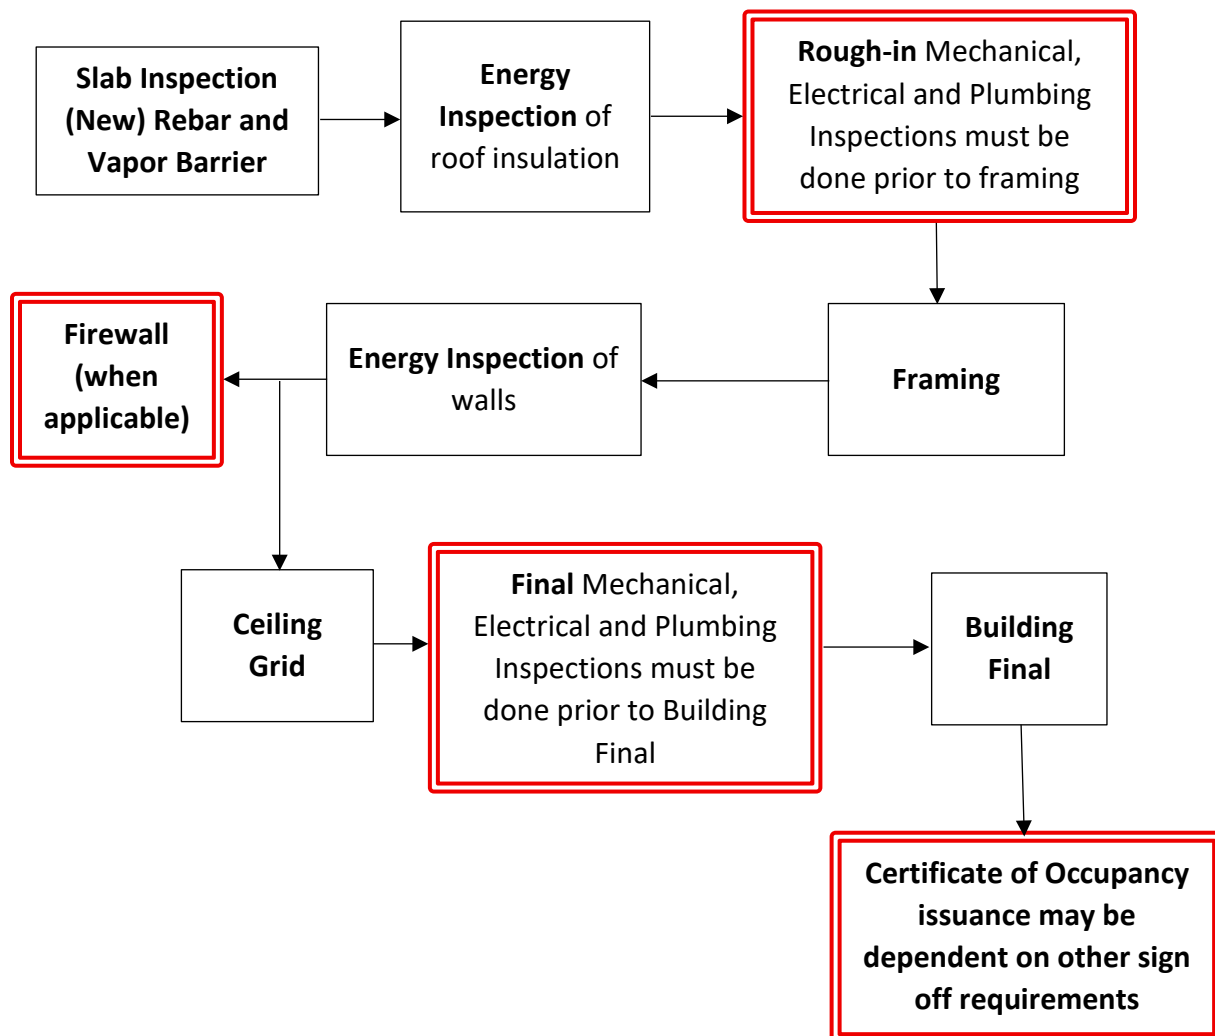 Slab Inspection
(New) Rebar and
Vapor Barrier
Energy
Inspection of
roof insulation
Rough-in Mechanical,
Electrical and Plumbing
Inspections must be
done prior to framing
Firewall
(when
applicable)
Energy Inspection of
walls
Framing
Ceiling
Grid
Final Mechanical,
Electrical and Plumbing
Inspections must be
done prior to Building
Final
Building
Final
Certificate of Occupancy
issuance may be
dependent on other sign
off requirements